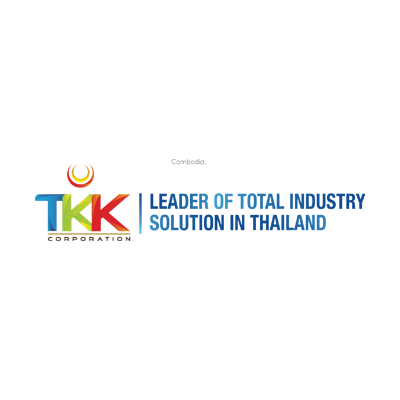 Cambodia.
TKK
CORPORATION
LEADER OF TOTAL INDUSTRY
SOLUTION IN THAILAND